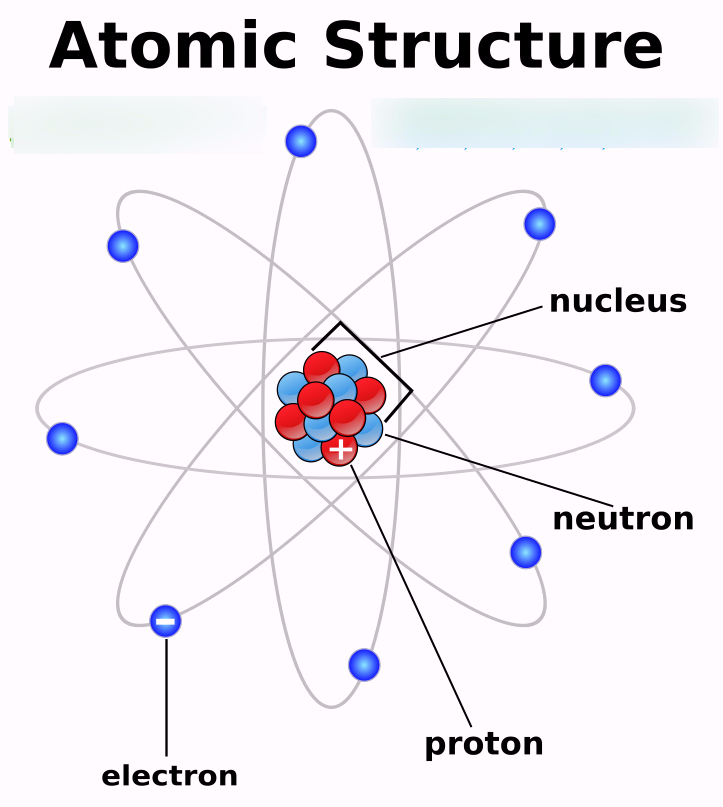 Atomic Structure
nucleus
neutron
proton
electron
+
−